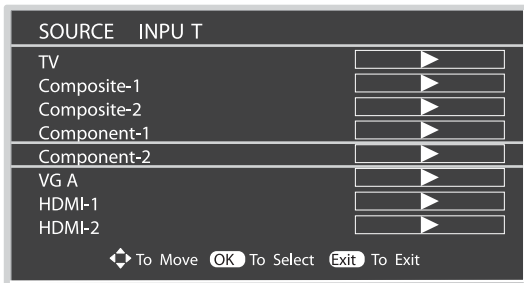 SOURCE INPU T
TV
Composite-1
Composite-2
Component-1
Component-2
VG A
HDMI-1
HDMI-2
To Move OK To Select Exit To Exit